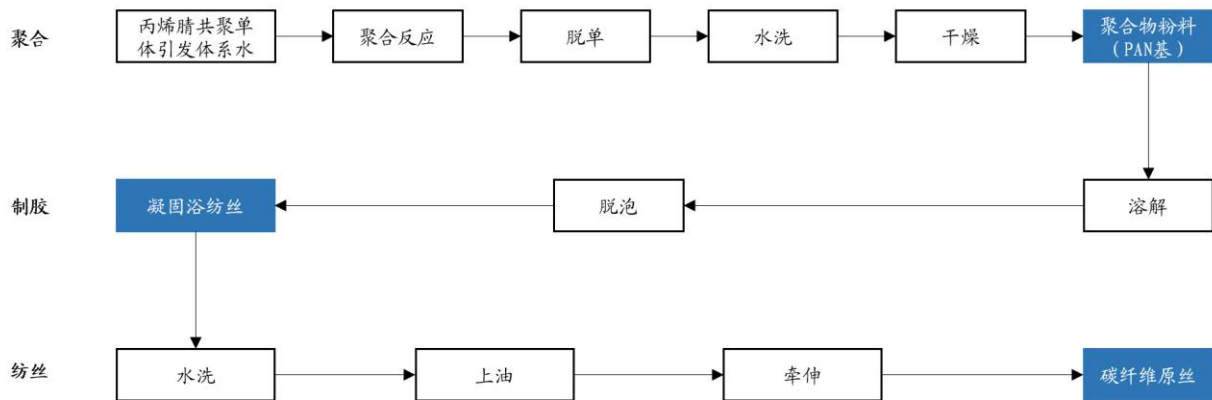 聚合
丙烯腈共聚单
体引发体系水
聚合反应
脱单
水洗
干燥
聚合物粉料
(PAN基)
制胶
凝固浴纺丝
脱泡
溶解
纺丝
水洗
上油
牵伸
碳纤维原丝